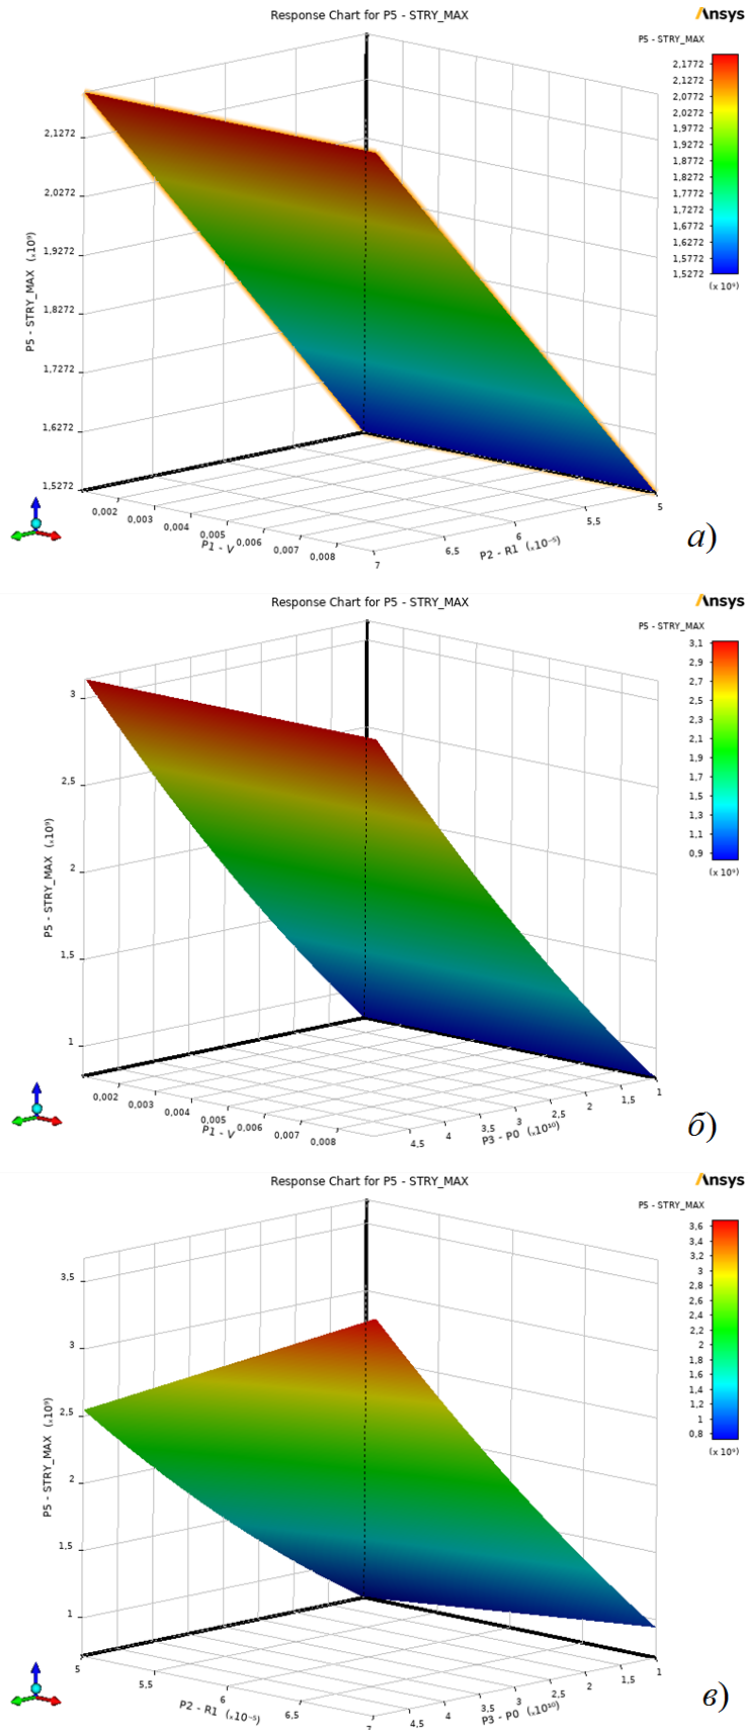 Response Chart for P5 - STRY_MAX
Ansys
P5 - STRY_MAX
2,1772
2,1272
2,0772
2,0272
1,9772
1,9272
1,8772
1,8272
1,7772
1,7272
1,6772
1,6272
1,5772
1,5272
(x 10⁹)
P5 - STRY_MAX (ₓ10⁹)
2,1272
2,0272
1,9272
1,8272
1,7272
1,6272
1,5272
0,002 0,003 0,004 0,005 0,006 0,007 0,008
P1 - V
7 6,5 6 5,5 5
P2 - R1 (ₓ10⁻⁵)
а)
Response Chart for P5 - STRY_MAX
Ansys
P5 - STRY_MAX
3,1
2,9
2,7
2,5
2,3
2,1
1,9
1,7
1,5
1,3
1,1
0,9
(x 10⁹)
P5 - STRY_MAX (ₓ10⁹)
3
2,5
2
1,5
1
0,002 0,003 0,004 0,005 0,006 0,007 0,008
P1 - V
4,5 4 3,5 3 2,5 2 1,5 1
P3 - P0 (ₓ10¹⁰)
б)
Response Chart for P5 - STRY_MAX
Ansys
P5 - STRY_MAX
3,6
3,4
3,2
3
2,8
2,6
2,4
2,2
2
1,8
1,6
1,4
1,2
1
0,8
(x 10⁹)
P5 - STRY_MAX (ₓ10⁹)
3,5
3
2,5
2
1,5
1
5 5,5 6 6,5 7
P2 - R1 (ₓ10⁻⁵)
4,5 4 3,5 3 2,5 2 1,5 1
P3 - P0 (ₓ10¹⁰)
в)